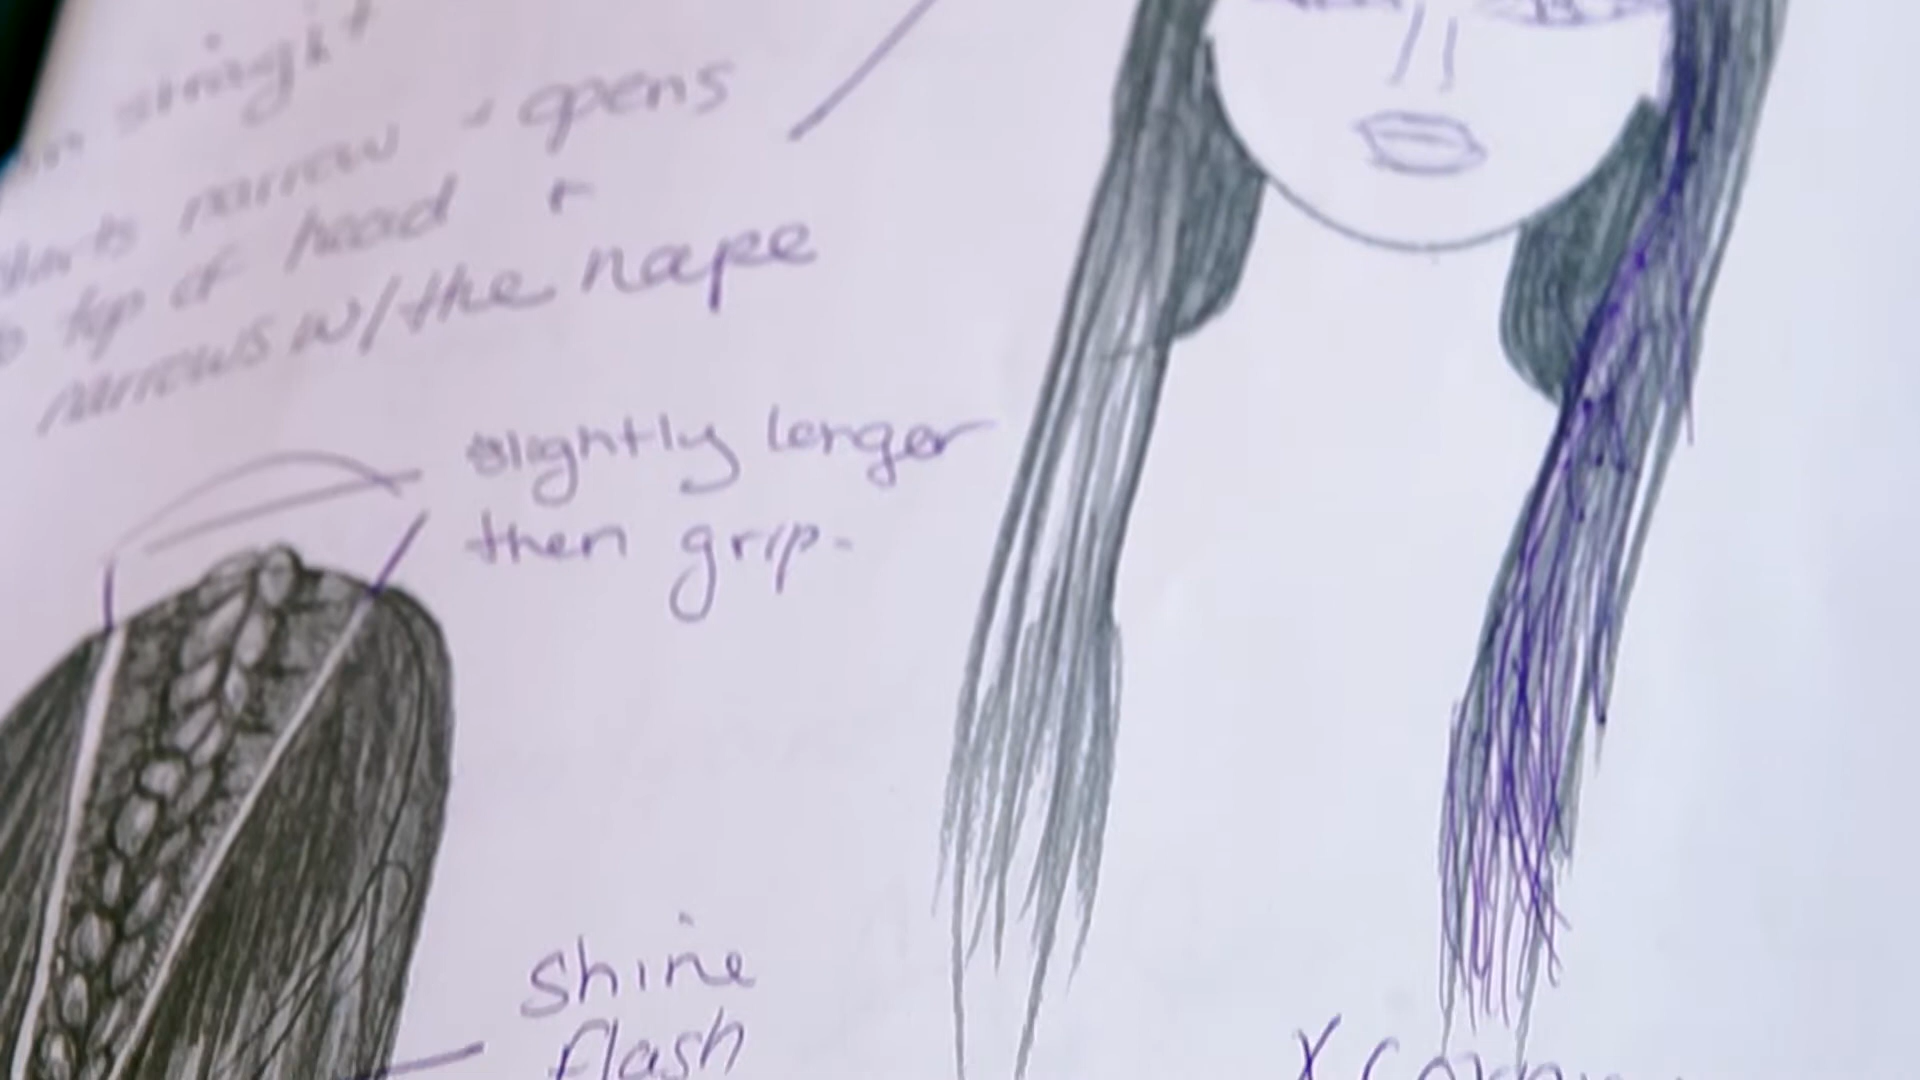 straight
starts narrow - opens
top of head +
narrows w/the nape
slightly longer
then grip-
shine
flash